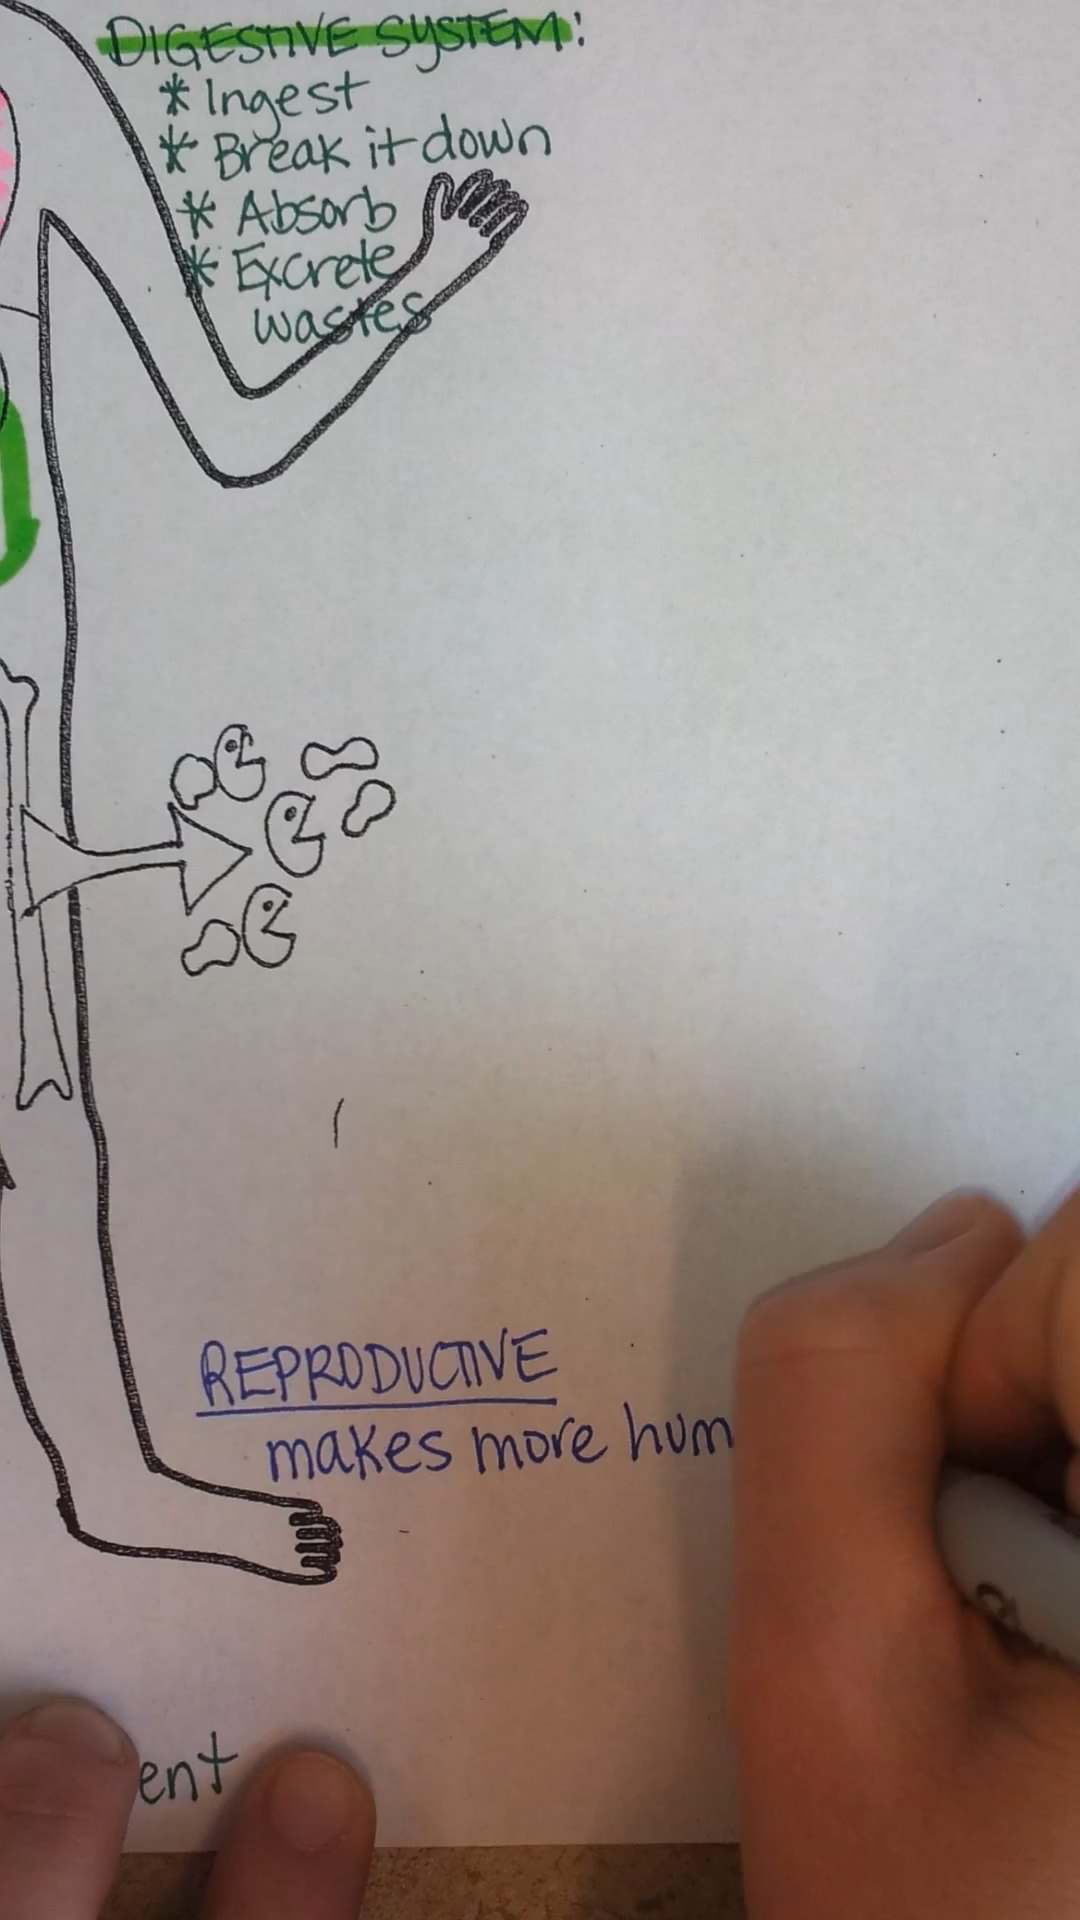 DIGESTIVE SYSTEM:
* Ingest
* Break it down
* Absorb
* Excrete
wastes
REPRODUCTIVE
makes more hum
ent